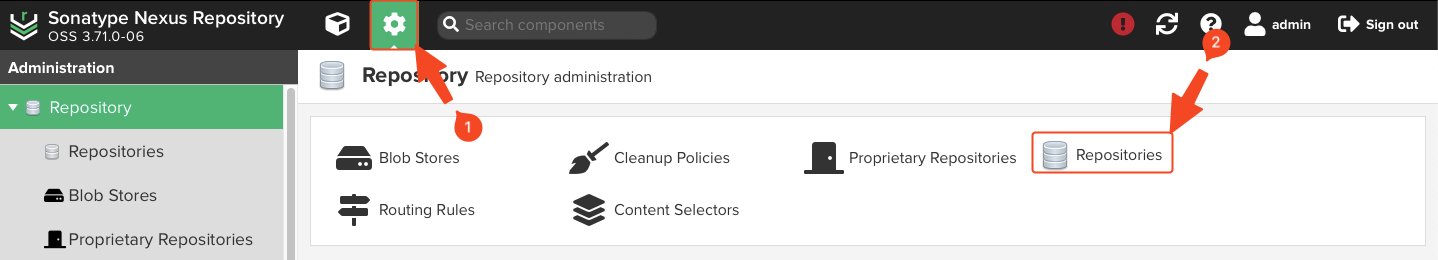 Sonatype Nexus Repository
OSS 3.71.0-06
Search components
admin
Sign out
2
Administration
Repository Repository administration
Repository
1
Repositories
Blob Stores
Proprietary Repositories
Blob Stores
Cleanup Policies
Proprietary Repositories
Repositories
Routing Rules
Content Selectors